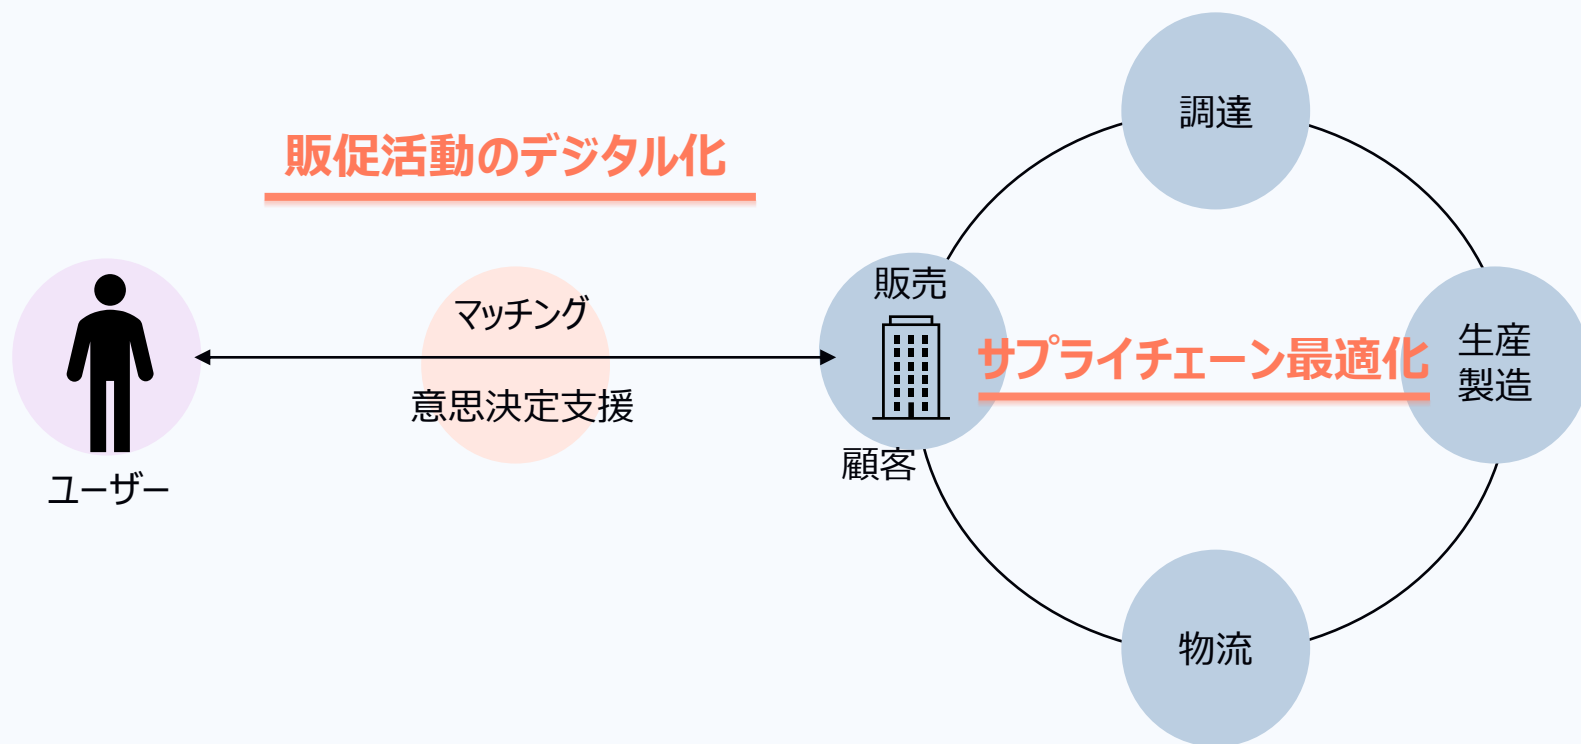 販促活動のデジタル化
ユーザー
マッチング
意思決定支援
販売
顧客
調達
サプライチェーン最適化
生産
製造
物流